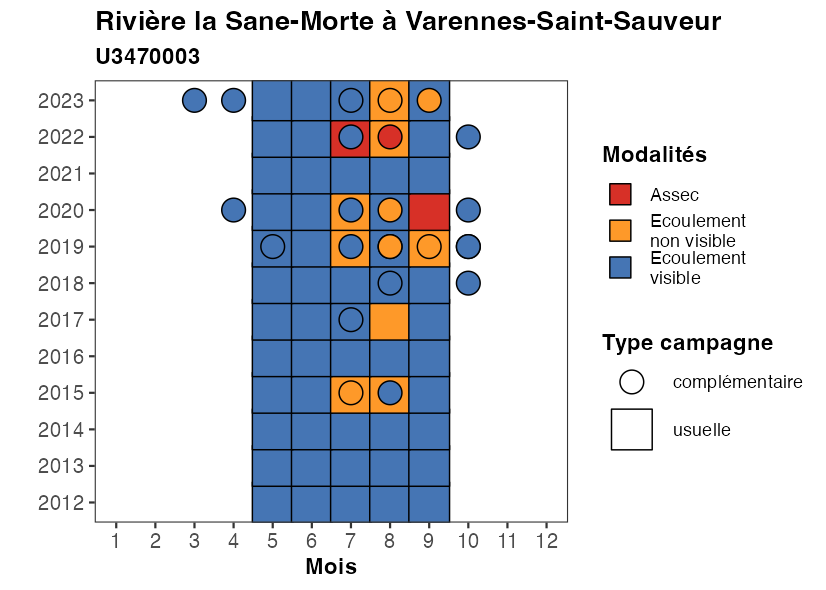 Rivière la Sane-Morte à Varennes-Saint-Sauveur
U3470003
2023
2022
2021
2020
2019
2018
2017
2016
2015
2014
2013
2012
1 2 3 4 5 6 7 8 9 10 11 12
Mois
Modalités
Assec
Ecoulement
non visible
Ecoulement
visible
Type campagne
complémentaire
usuelle